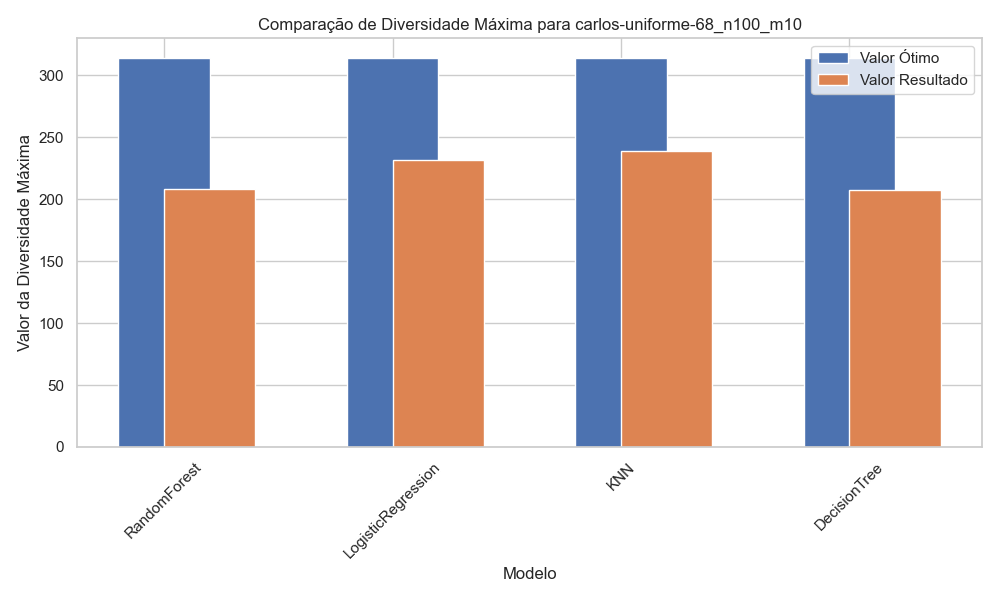 Comparação de Diversidade Máxima para carlos-uniforme-68_n100_m10
Valor Ótimo
Valor Resultado
Valor da Diversidade Máxima
300
250
200
150
100
50
0
RandomForest
LogisticRegression
KNN
DecisionTree
Modelo